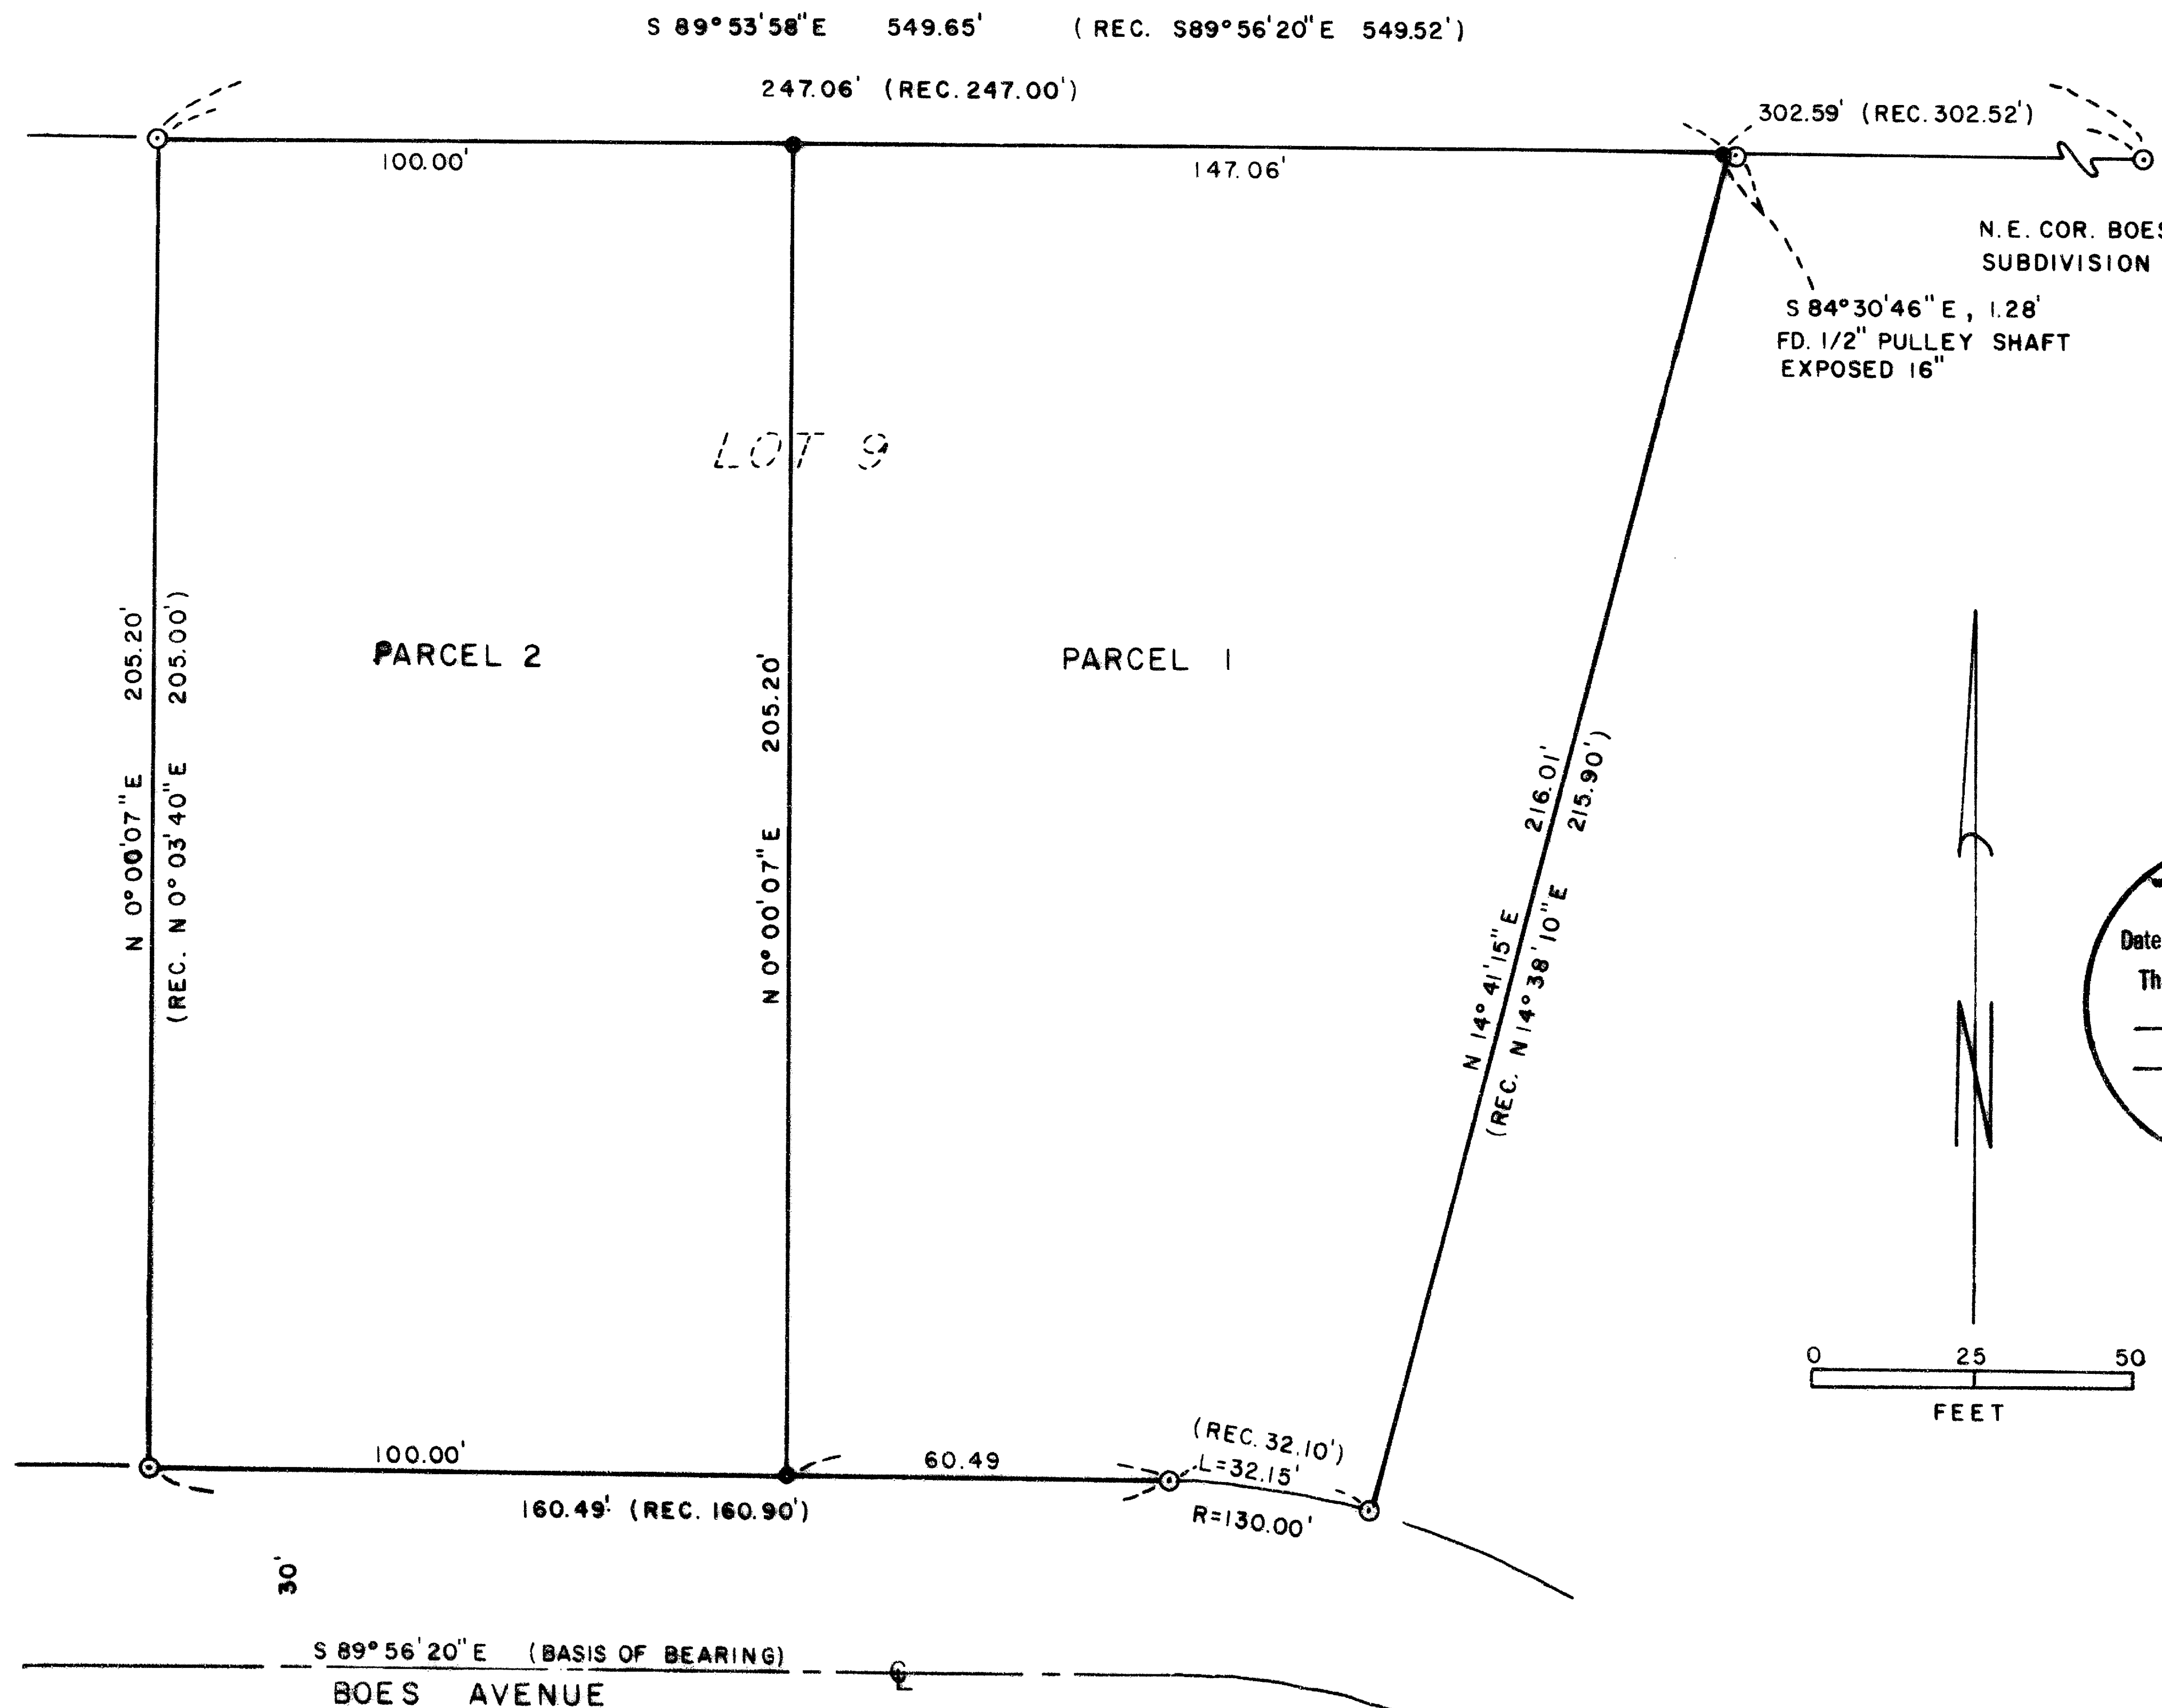 S 89°53'58"E 549.65' ( REC. S89°56'20"E 549.52')
247.06' (REC. 247.00')
302.59' (REC. 302.52')
100.00'
147.06'
N.E. COR. BOES
SUBDIVISION
S 84°30'46"E, 1.28'
FD. 1/2" PULLEY SHAFT
EXPOSED 16"
LOT 9
N 0°00'07"E 205.20'
(REC. N 0°03'40"E 205.00')
PARCEL 2
N 0°00'07"E 205.20'
PARCEL 1
N 14°41'15"E 216.01'
(REC. N 14°38'10"E 215.90')
N
Date
Th
0 25 50
FEET
100.00'
60.49
(REC. 32.10')
L=32.15'
R=130.00'
160.49' (REC. 160.90')
30'
S 89°56'20"E (BASIS OF BEARING)
℄
BOES AVENUE